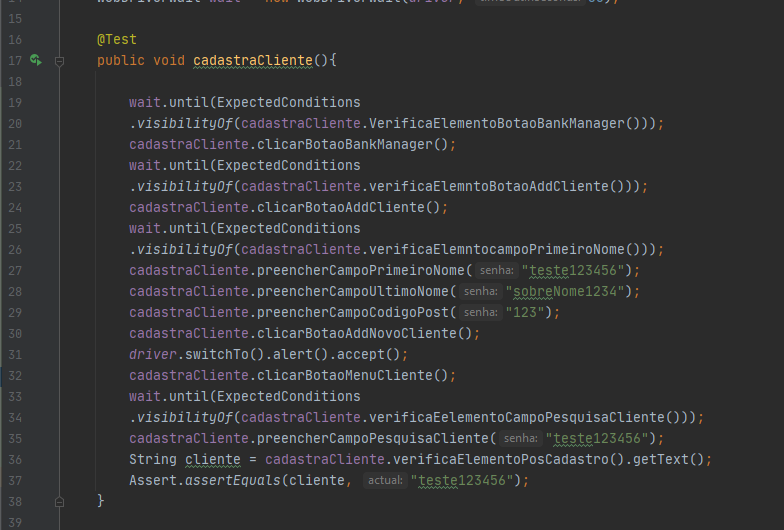 15
16 @Test
17 public void cadastraCliente(){
18
19 wait.until(ExpectedConditions
20 .visibilityOf(cadastraCliente.VerificaElementoBotaoBankManager()));
21 cadastraCliente.clicarBotaoBankManager();
22 wait.until(ExpectedConditions
23 .visibilityOf(cadastraCliente.verificaElemntoBotaoAddCliente()));
24 cadastraCliente.clicarBotaoAddCliente();
25 wait.until(ExpectedConditions
26 .visibilityOf(cadastraCliente.verificaElemntocampoPrimeiroNome()));
27 cadastraCliente.preencherCampoPrimeiroNome( senha: "teste123456");
28 cadastraCliente.preencherCampoUltimoNome( senha: "sobreNome1234");
29 cadastraCliente.preencherCampoCodigoPost( senha: "123");
30 cadastraCliente.clicarBotaoAddNovoCliente();
31 driver.switchTo().alert().accept();
32 cadastraCliente.clicarBotaoMenuCliente();
33 wait.until(ExpectedConditions
34 .visibilityOf(cadastraCliente.verificaEelementoCampoPesquisaCliente()));
35 cadastraCliente.preencherCampoPesquisaCliente( senha: "teste123456");
36 String cliente = cadastraCliente.verificaElementoPosCadastro().getText();
37 Assert.assertEquals(cliente, actual: "teste123456");
38 }
39